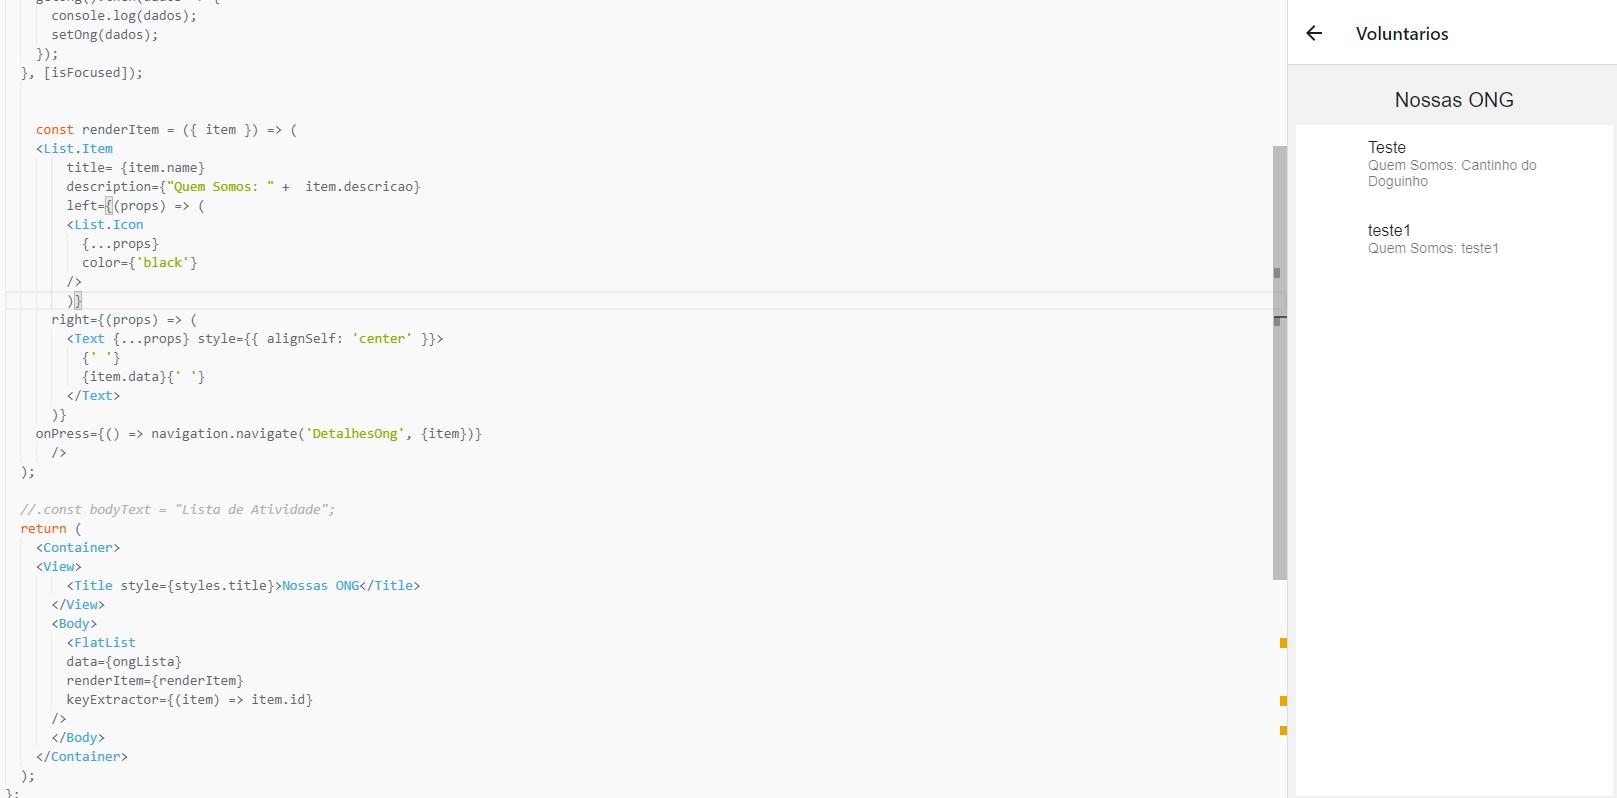 console.log(dados);
setOng(dados);
});
}, [isFocused]);
const renderItem = ({ item }) => (
<List.Item
title= {item.name}
description={"Quem Somos: " +  item.descricao}
left={(props) => (
<List.Icon
{...props}
color={'black'}
/>
)}
right={(props) => (
<Text {...props} style={{ alignSelf: 'center' }}>
{' '}
{item.data}{' '}
</Text>
)}
onPress={() => navigation.navigate('DetalhesOng', {item})}
/>
);
//.const bodyText = "Lista de Atividade";
return (
<Container>
<View>
<Title style={styles.title}>Nossas ONG</Title>
</View>
<Body>
<FlatList
data={ongLista}
renderItem={renderItem}
keyExtractor={(item) => item.id}
/>
</Body>
</Container>
);
};
Voluntarios
Nossas ONG
Teste
Quem Somos: Cantinho do
Doguinho
teste1
Quem Somos: teste1